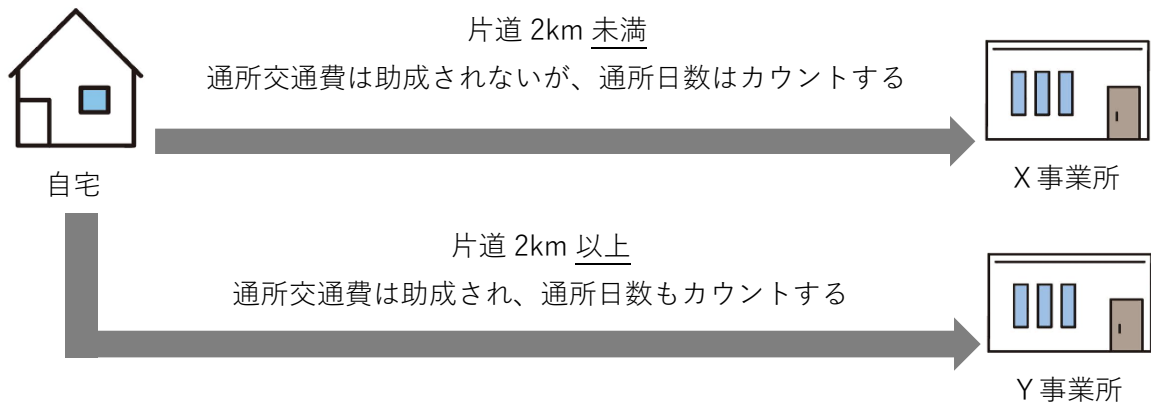 片道 2km 未満
通所交通費は助成されないが、通所日数はカウントする
自宅
X 事業所
片道 2km 以上
通所交通費は助成され、通所日数もカウントする
Y 事業所